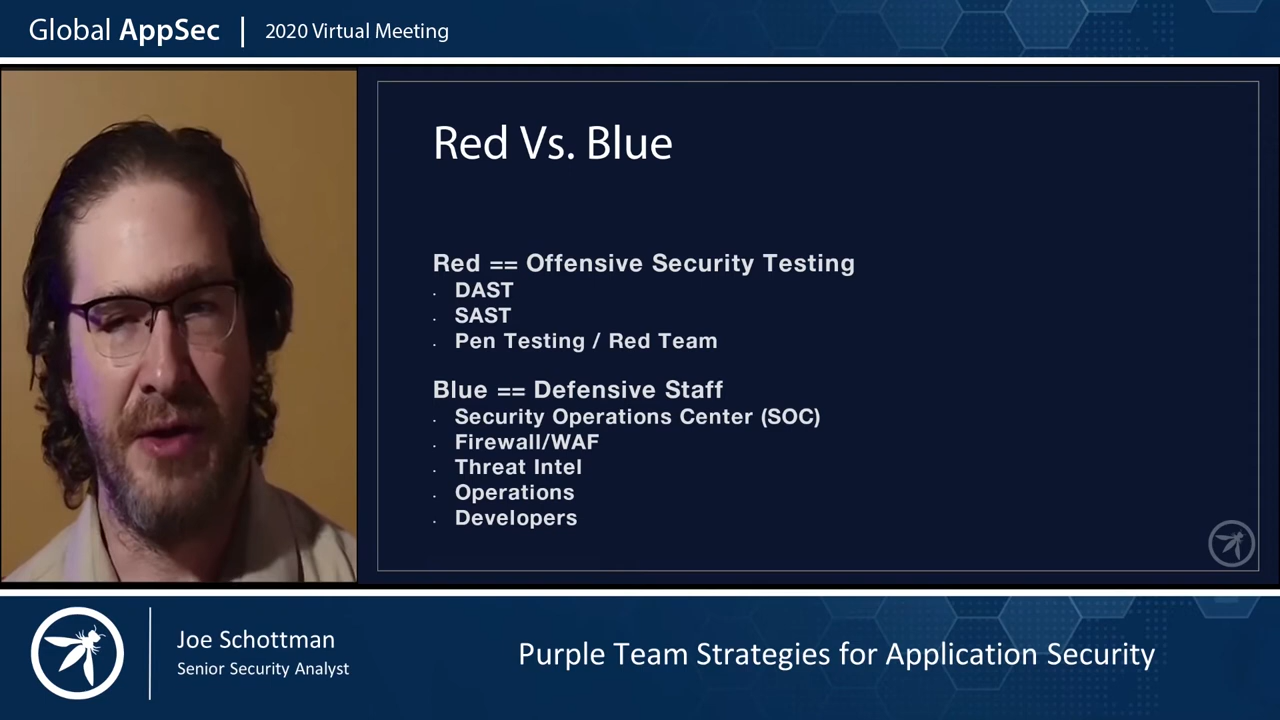 Global AppSec | 2020 Virtual Meeting
Red Vs. Blue
Red == Offensive Security Testing
. DAST
. SAST
. Pen Testing / Red Team
Blue == Defensive Staff
. Security Operations Center (SOC)
. Firewall/WAF
. Threat Intel
. Operations
. Developers
Joe Schottman
Senior Security Analyst
Purple Team Strategies for Application Security